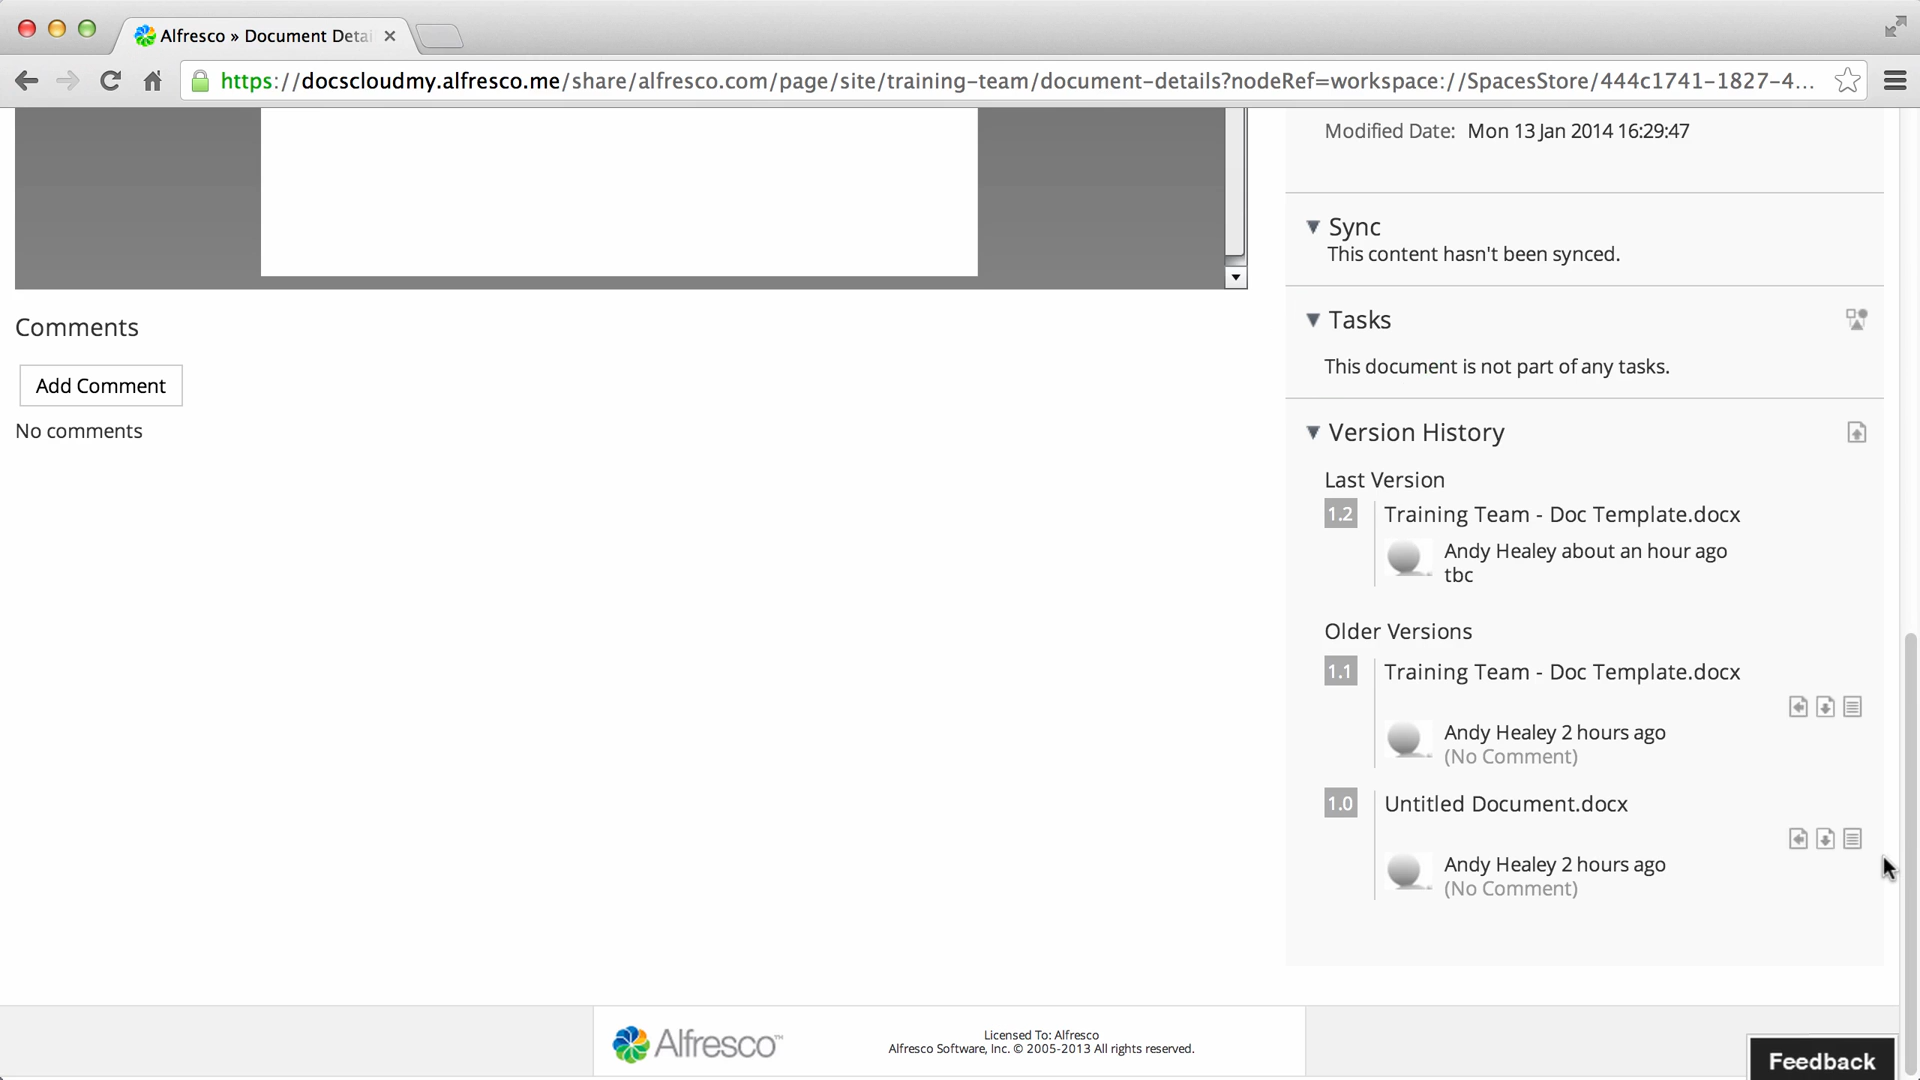 Alfresco » Document Detai
https://docscloudmy.alfresco.me/share/alfresco.com/page/site/training-team/document-details?nodeRef=workspace://SpacesStore/444c1741-1827-4...
Modified Date: Mon 13 Jan 2014 16:29:47
Sync
This content hasn't been synced.
Tasks
This document is not part of any tasks.
Comments
Add Comment
No comments
Version History
Last Version
1.2 Training Team - Doc Template.docx
Andy Healey about an hour ago
tbc
Older Versions
1.1 Training Team - Doc Template.docx
Andy Healey 2 hours ago
(No Comment)
1.0 Untitled Document.docx
Andy Healey 2 hours ago
(No Comment)
Alfresco™
Licensed To: Alfresco
Alfresco Software, Inc. © 2005-2013 All rights reserved.
Feedback